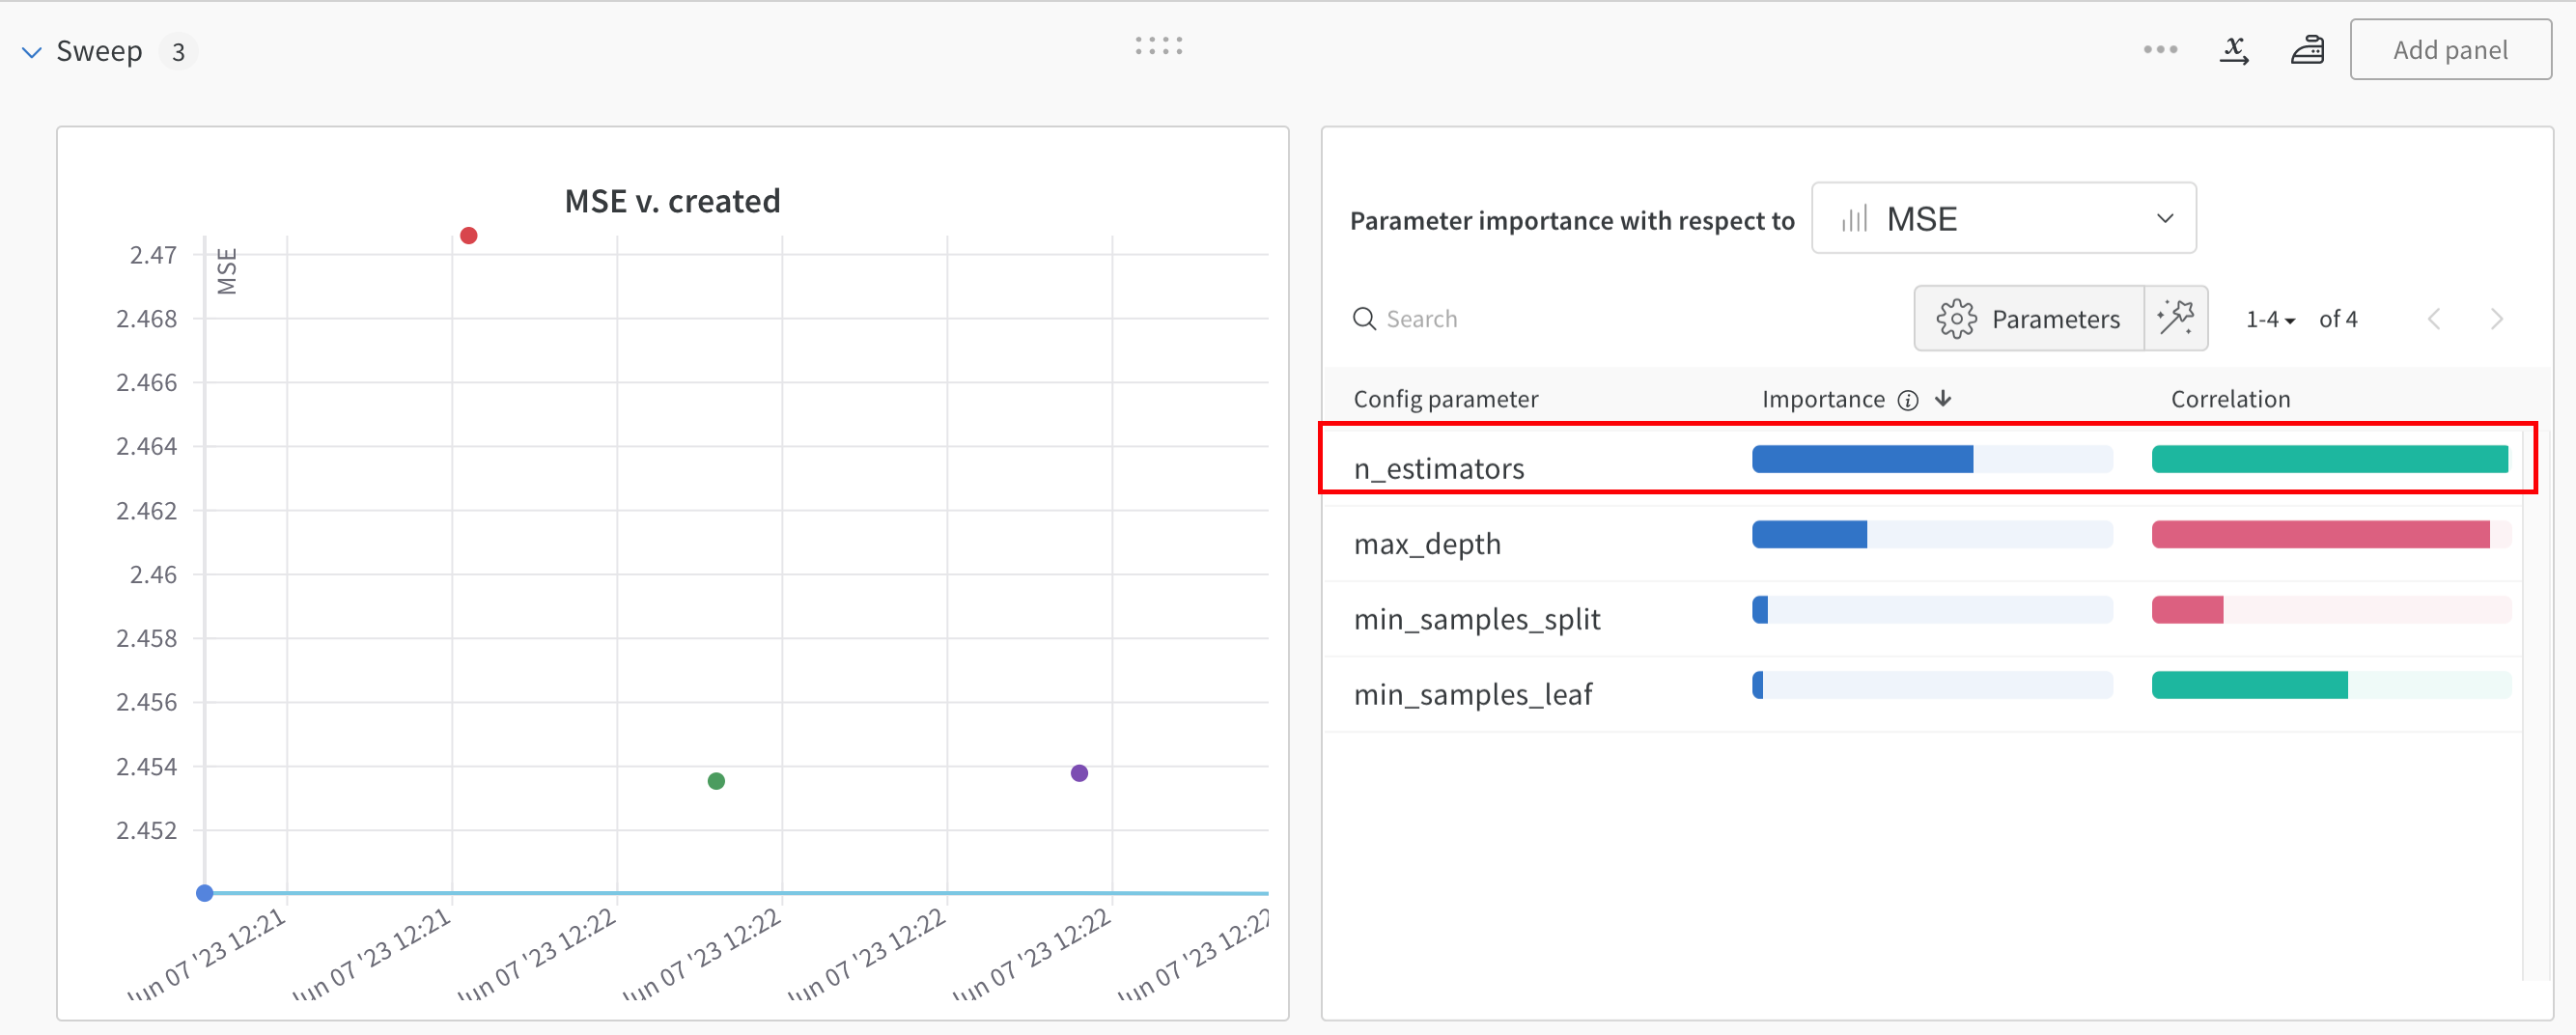 Sweep 3
Add panel
MSE v. created
MSE
2.47
2.468
2.466
2.464
2.462
2.46
2.458
2.456
2.454
2.452
Jun 07 '23 12:21
Jun 07 '23 12:21
Jun 07 '23 12:22
Jun 07 '23 12:22
Jun 07 '23 12:22
Jun 07 '23 12:22
Jun 07 '23 12:22
Parameter importance with respect to MSE
Search Parameters 1-4 of 4
Config parameter Importance Correlation
n_estimators
max_depth
min_samples_split
min_samples_leaf